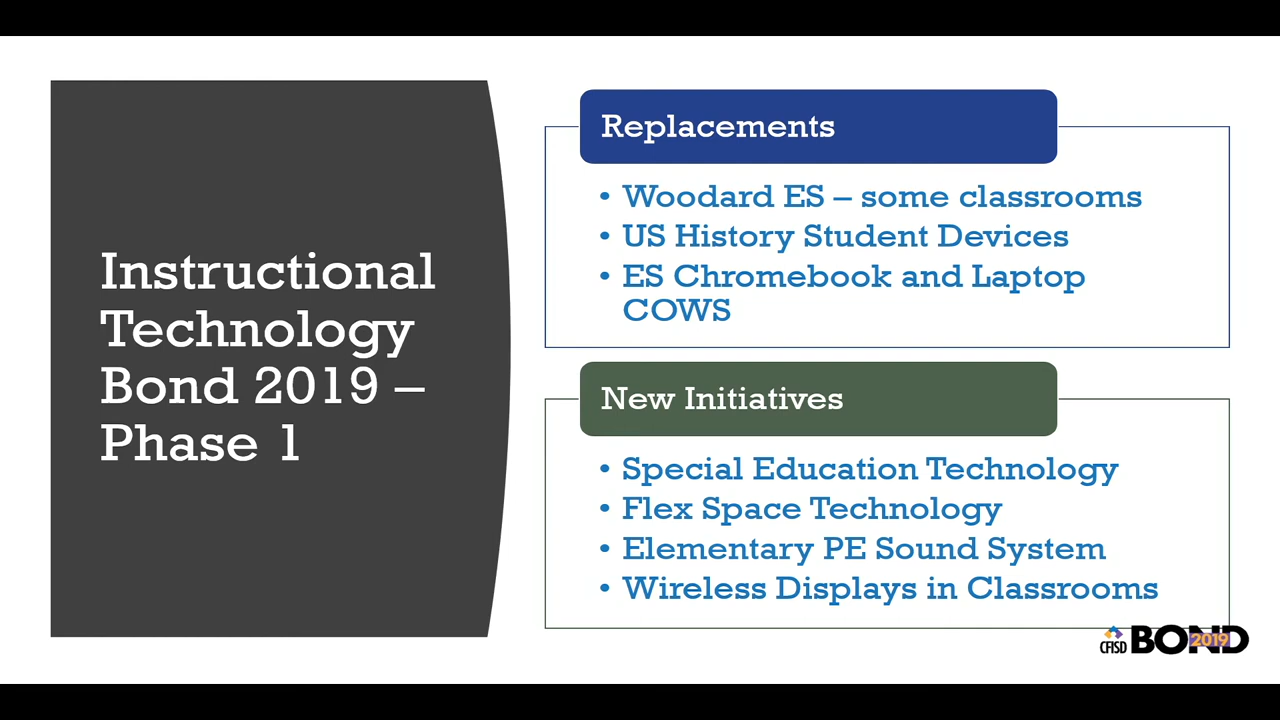 Instructional
Technology
Bond 2019 –
Phase 1
Replacements
• Woodard ES – some classrooms
• US History Student Devices
• ES Chromebook and Laptop
COWS
New Initiatives
• Special Education Technology
• Flex Space Technology
• Elementary PE Sound System
• Wireless Displays in Classrooms
CFISD BOND 2019